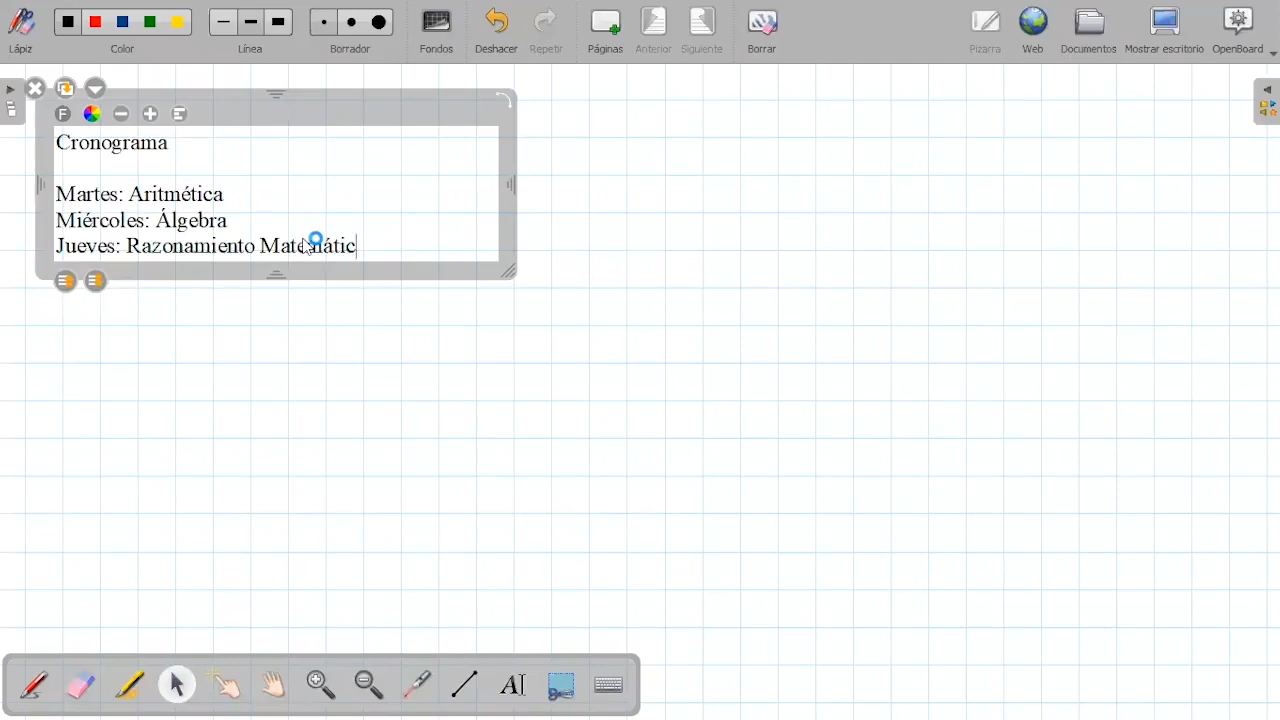 Lápiz Color Línea Borrador Fondos Deshacer Repetir Páginas Anterior Siguiente Borrar Pizarra Web Documentos Mostrar escritorio OpenBoard
F
Cronograma
Martes: Aritmética
Miércoles: Álgebra
Jueves: Razonamiento Matemátic
AI